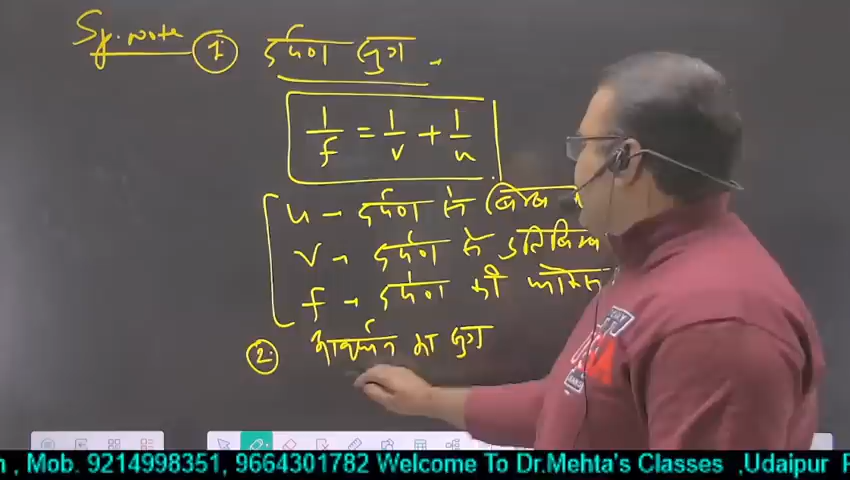 Sp. note ① दर्पण सूत्र -
1/f = 1/v + 1/u
u - दर्पण से बिम्ब
v - दर्पण से प्रतिबिम्ब
f - दर्पण की फोकस
② आवर्धन का सूत्र
, Mob. 9214998351, 9664301782 Welcome To Dr.Mehta's Classes ,Udaipur